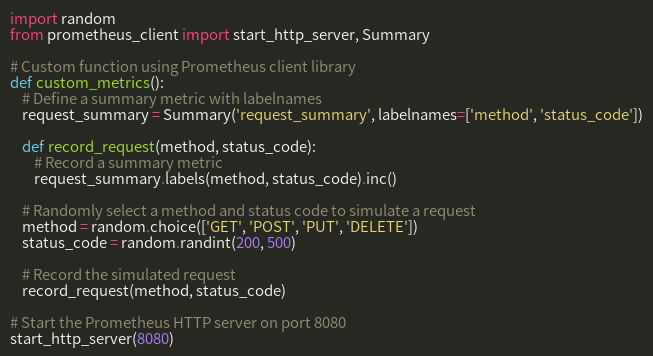 import random
from prometheus_client import start_http_server, Summary
# Custom function using Prometheus client library
def custom_metrics():
# Define a summary metric with labelnames
request_summary = Summary('request_summary', labelnames=['method', 'status_code'])
def record_request(method, status_code):
# Record a summary metric
request_summary.labels(method, status_code).inc()
# Randomly select a method and status code to simulate a request
method = random.choice(['GET', 'POST', 'PUT', 'DELETE'])
status_code = random.randint(200, 500)
# Record the simulated request
record_request(method, status_code)
# Start the Prometheus HTTP server on port 8080
start_http_server(8080)